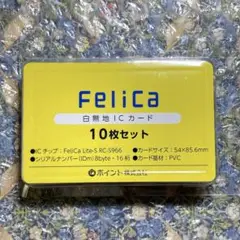 FeliCa
白無地ICカード
10枚セット
●ICチップ：FeliCa Lite-S RC-S966 ●カードサイズ：54×85.6mm
●シリアルナンバー(IDm)：8byte・16桁 ●カード基材：PVC
ポイント株式会社